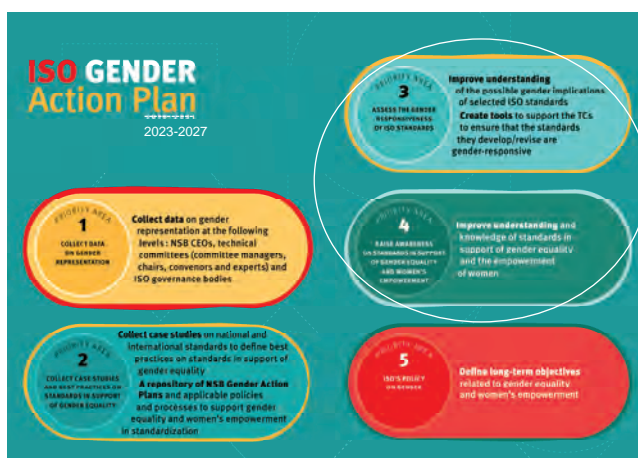 ISO GENDER
Action Plan
2023-2027
PRIORITY AREA
1
COLLECT DATA
ON GENDER
REPRESENTATION
Collect data on gender
representation at the following
levels: NSB CEOs, technical
committees (committee managers,
chairs, convenors and experts) and
ISO governance bodies
PRIORITY AREA
2
COLLECT CASE STUDIES
AND BEST PRACTICES ON
STANDARDS IN SUPPORT
OF GENDER EQUALITY
Collect case studies on national and
international standards to define best
practices on standards in support of
gender equality
A repository of NSB Gender Action
Plans and applicable policies
and processes to support gender
equality and women's empowerment
in standardization
PRIORITY AREA
3
ASSESS THE GENDER
RESPONSIVENESS
OF ISO STANDARDS
Improve understanding
of the possible gender implications
of selected ISO standards
Create tools to support the TCs
to ensure that the standards
they develop/revise are
gender-responsive
PRIORITY AREA
4
RAISE AWARENESS
ON STANDARDS IN SUPPORT
OF GENDER EQUALITY
AND WOMEN'S
EMPOWERMENT
Improve understanding and
knowledge of standards in
support of gender equality
and the empowerment
of women
PRIORITY AREA
5
ISO'S POLICY
ON GENDER
Define long-term objectives
related to gender equality
and women's empowerment